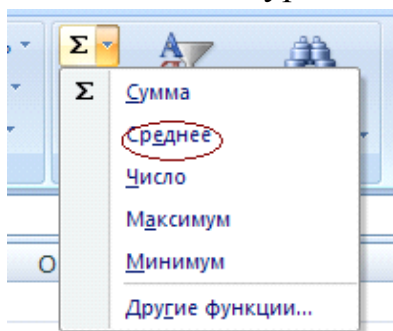 Σ
А
Я
Σ Сумма
Среднее
Число
Максимум
Минимум
О
Другие функции...